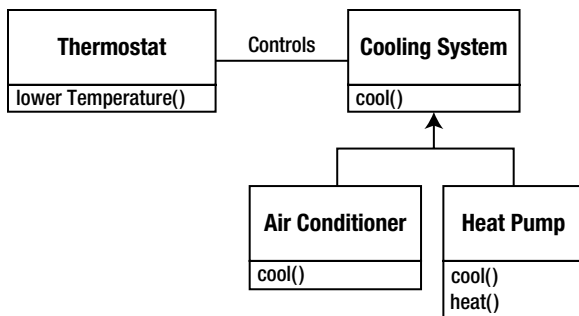 Thermostat
Controls
Cooling System
lower Temperature()
cool()
Air Conditioner
Heat Pump
cool()
cool()
heat()